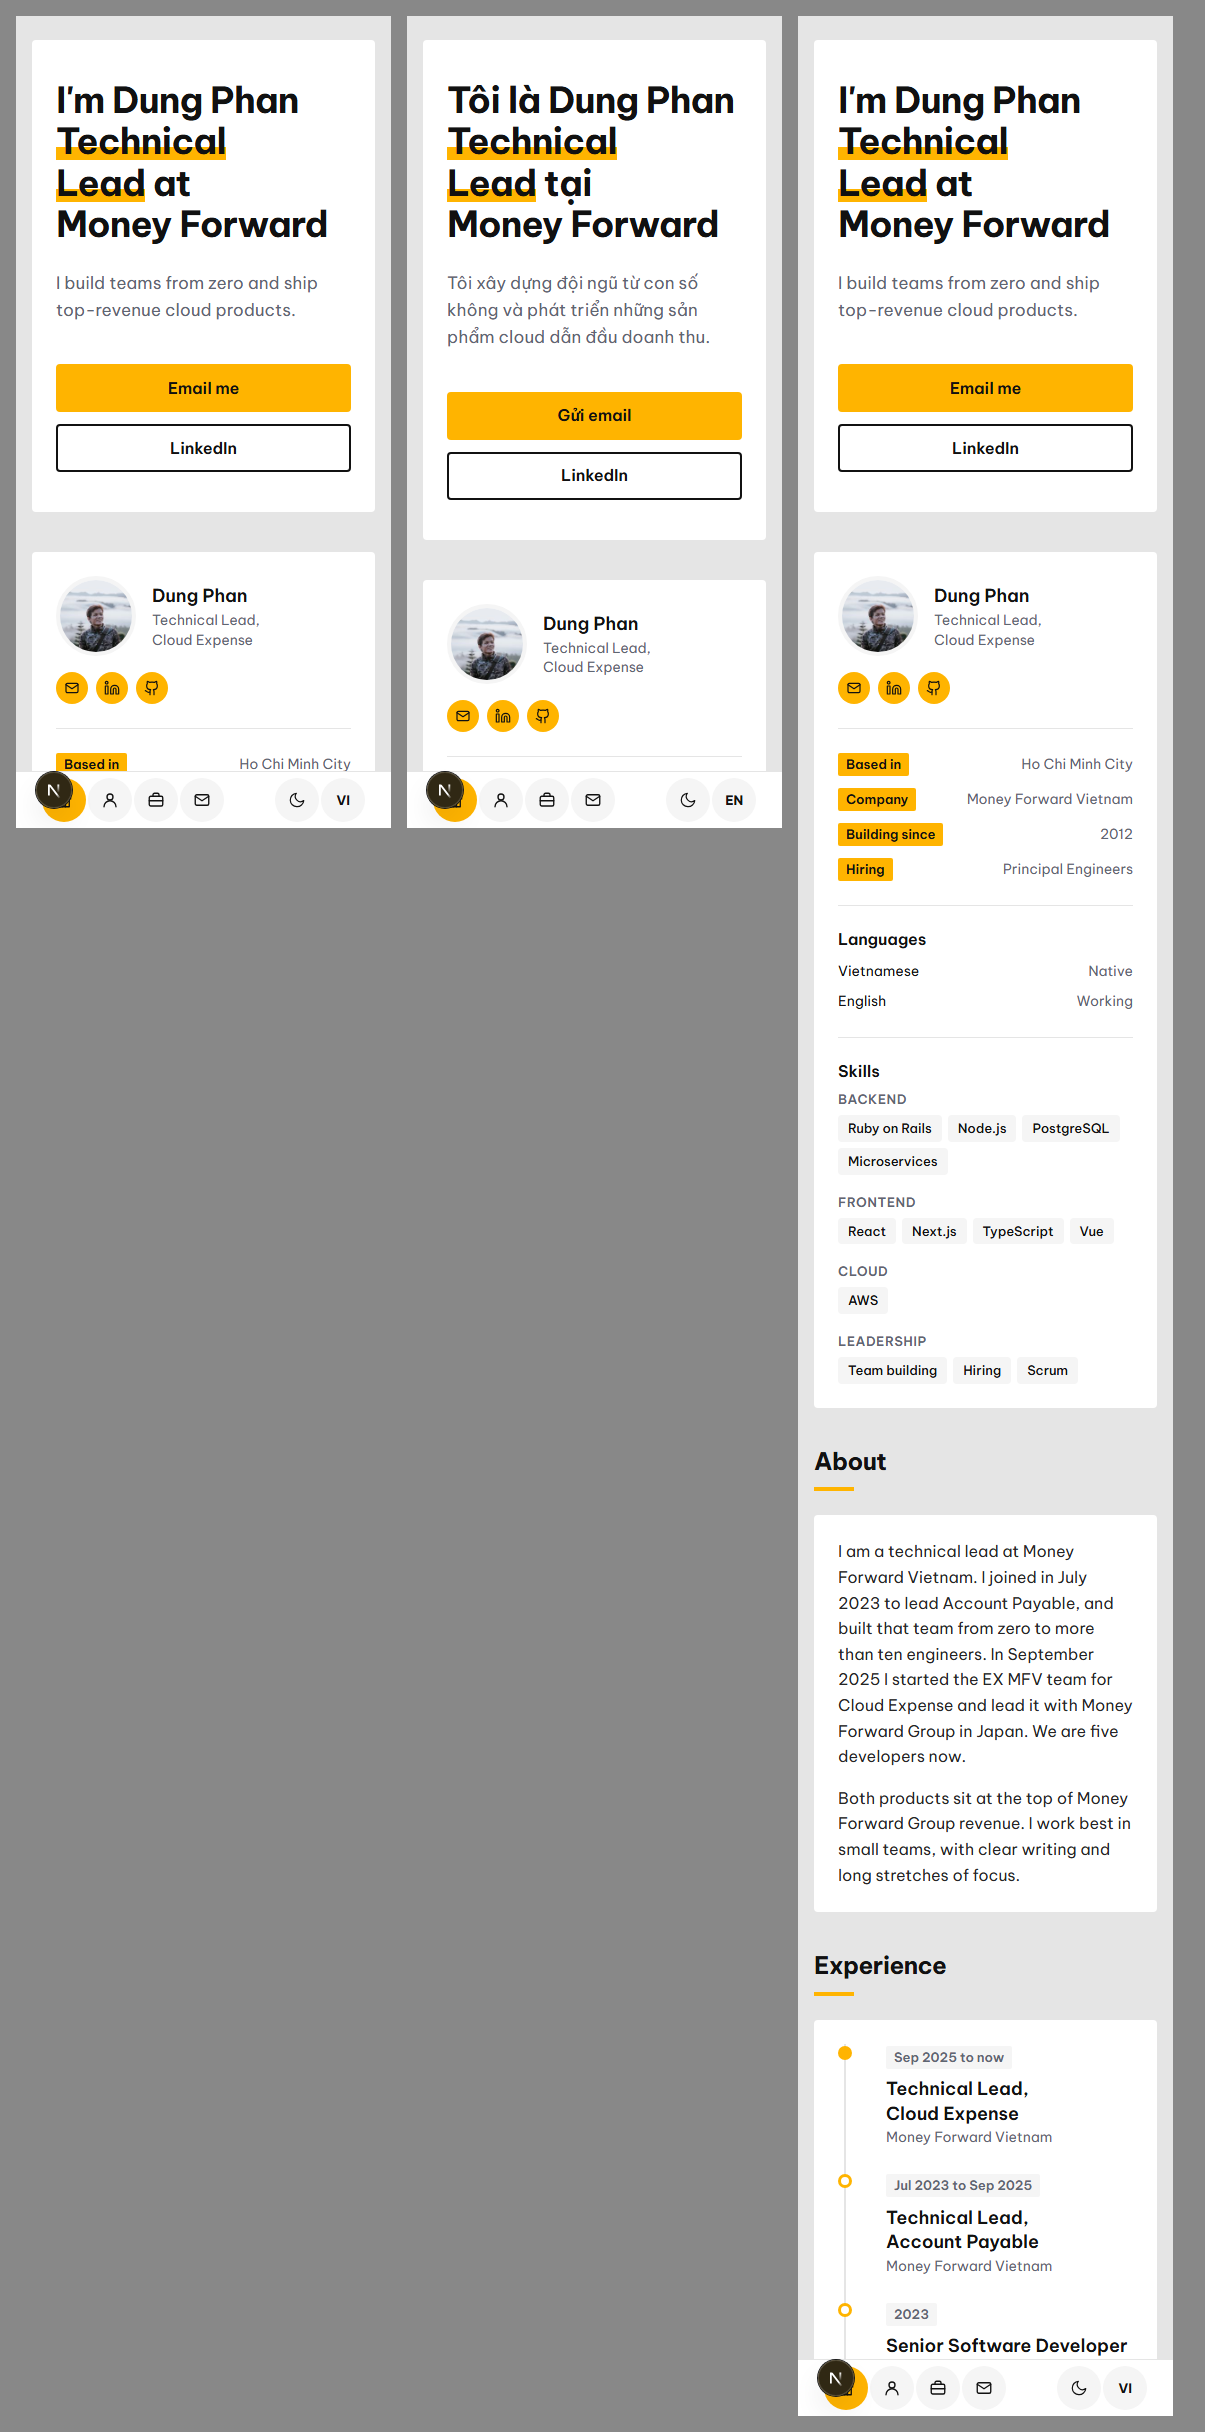 I'm Dung Phan
Technical
Lead at
Money Forward
I build teams from zero and ship
top-revenue cloud products.
Email me
LinkedIn
Dung Phan
Technical Lead,
Cloud Expense
Based in
Ho Chi Minh City
N
VI
Tôi là Dung Phan
Technical
Lead tại
Money Forward
Tôi xây dựng đội ngũ từ con số
không và phát triển những sản
phẩm cloud dẫn đầu doanh thu.
Gửi email
LinkedIn
Dung Phan
Technical Lead,
Cloud Expense
N
EN
I'm Dung Phan
Technical
Lead at
Money Forward
I build teams from zero and ship
top-revenue cloud products.
Email me
LinkedIn
Dung Phan
Technical Lead,
Cloud Expense
Based in Ho Chi Minh City
Company Money Forward Vietnam
Building since 2012
Hiring Principal Engineers
Languages
Vietnamese Native
English Working
Skills
BACKEND
Ruby on Rails Node.js PostgreSQL
Microservices
FRONTEND
React Next.js TypeScript Vue
CLOUD
AWS
LEADERSHIP
Team building Hiring Scrum
About
I am a technical lead at Money
Forward Vietnam. I joined in July
2023 to lead Account Payable, and
built that team from zero to more
than ten engineers. In September
2025 I started the EX MFV team for
Cloud Expense and lead it with Money
Forward Group in Japan. We are five
developers now.
Both products sit at the top of Money
Forward Group revenue. I work best in
small teams, with clear writing and
long stretches of focus.
Experience
Sep 2025 to now
Technical Lead,
Cloud Expense
Money Forward Vietnam
Jul 2023 to Sep 2025
Technical Lead,
Account Payable
Money Forward Vietnam
2023
Senior Software Developer
N
VI